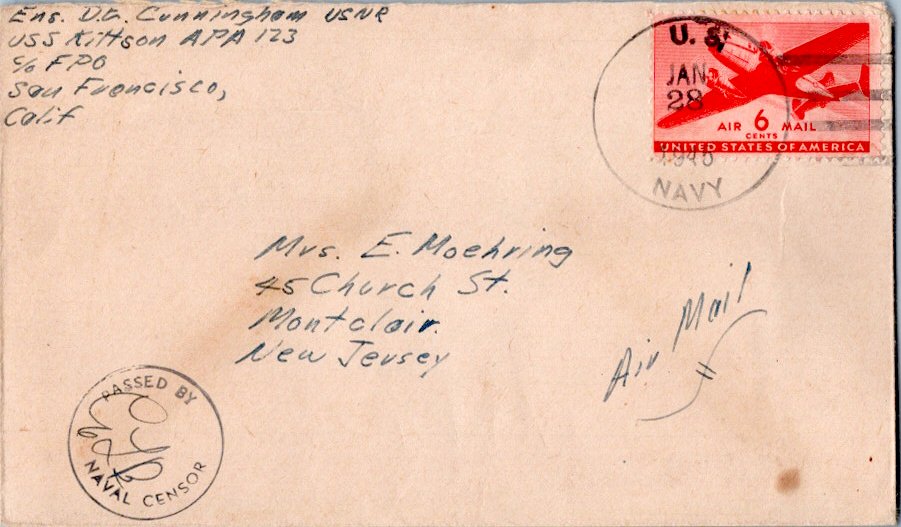 Ens. D.G. Cunningham USNR
USS Kittson APA 123
c/o FPO
San Francisco,
Calif
U. S.
JAN
28
1945
NAVY
AIR 6 MAIL
CENTS
UNITED STATES OF AMERICA
Mrs. E. Moehring
45 Church St.
Montclair.
New Jersey
Air Mail
PASSED BY
NAVAL CENSOR